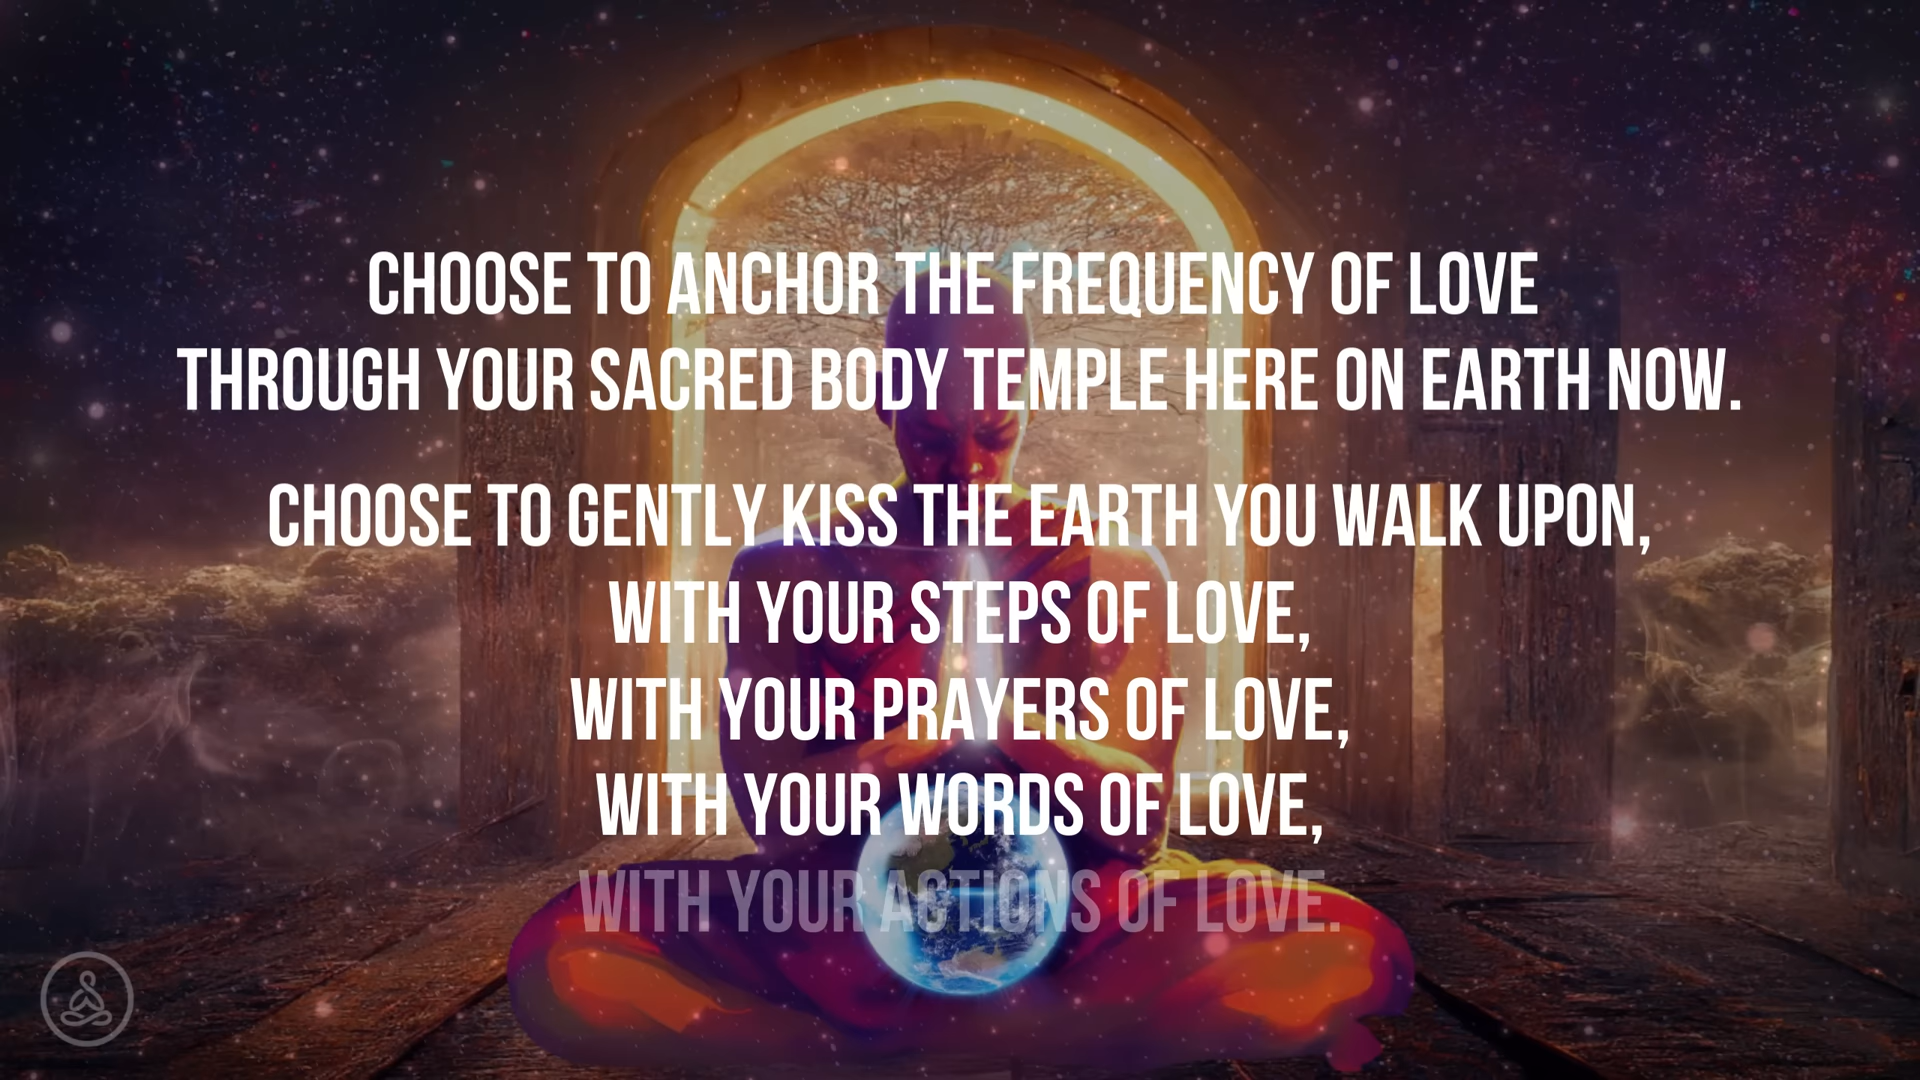 CHOOSE TO ANCHOR THE FREQUENCY OF LOVE
THROUGH YOUR SACRED BODY TEMPLE HERE ON EARTH NOW.
CHOOSE TO GENTLY KISS THE EARTH YOU WALK UPON,
WITH YOUR STEPS OF LOVE,
WITH YOUR PRAYERS OF LOVE,
WITH YOUR WORDS OF LOVE,
WITH YOUR ACTIONS OF LOVE.